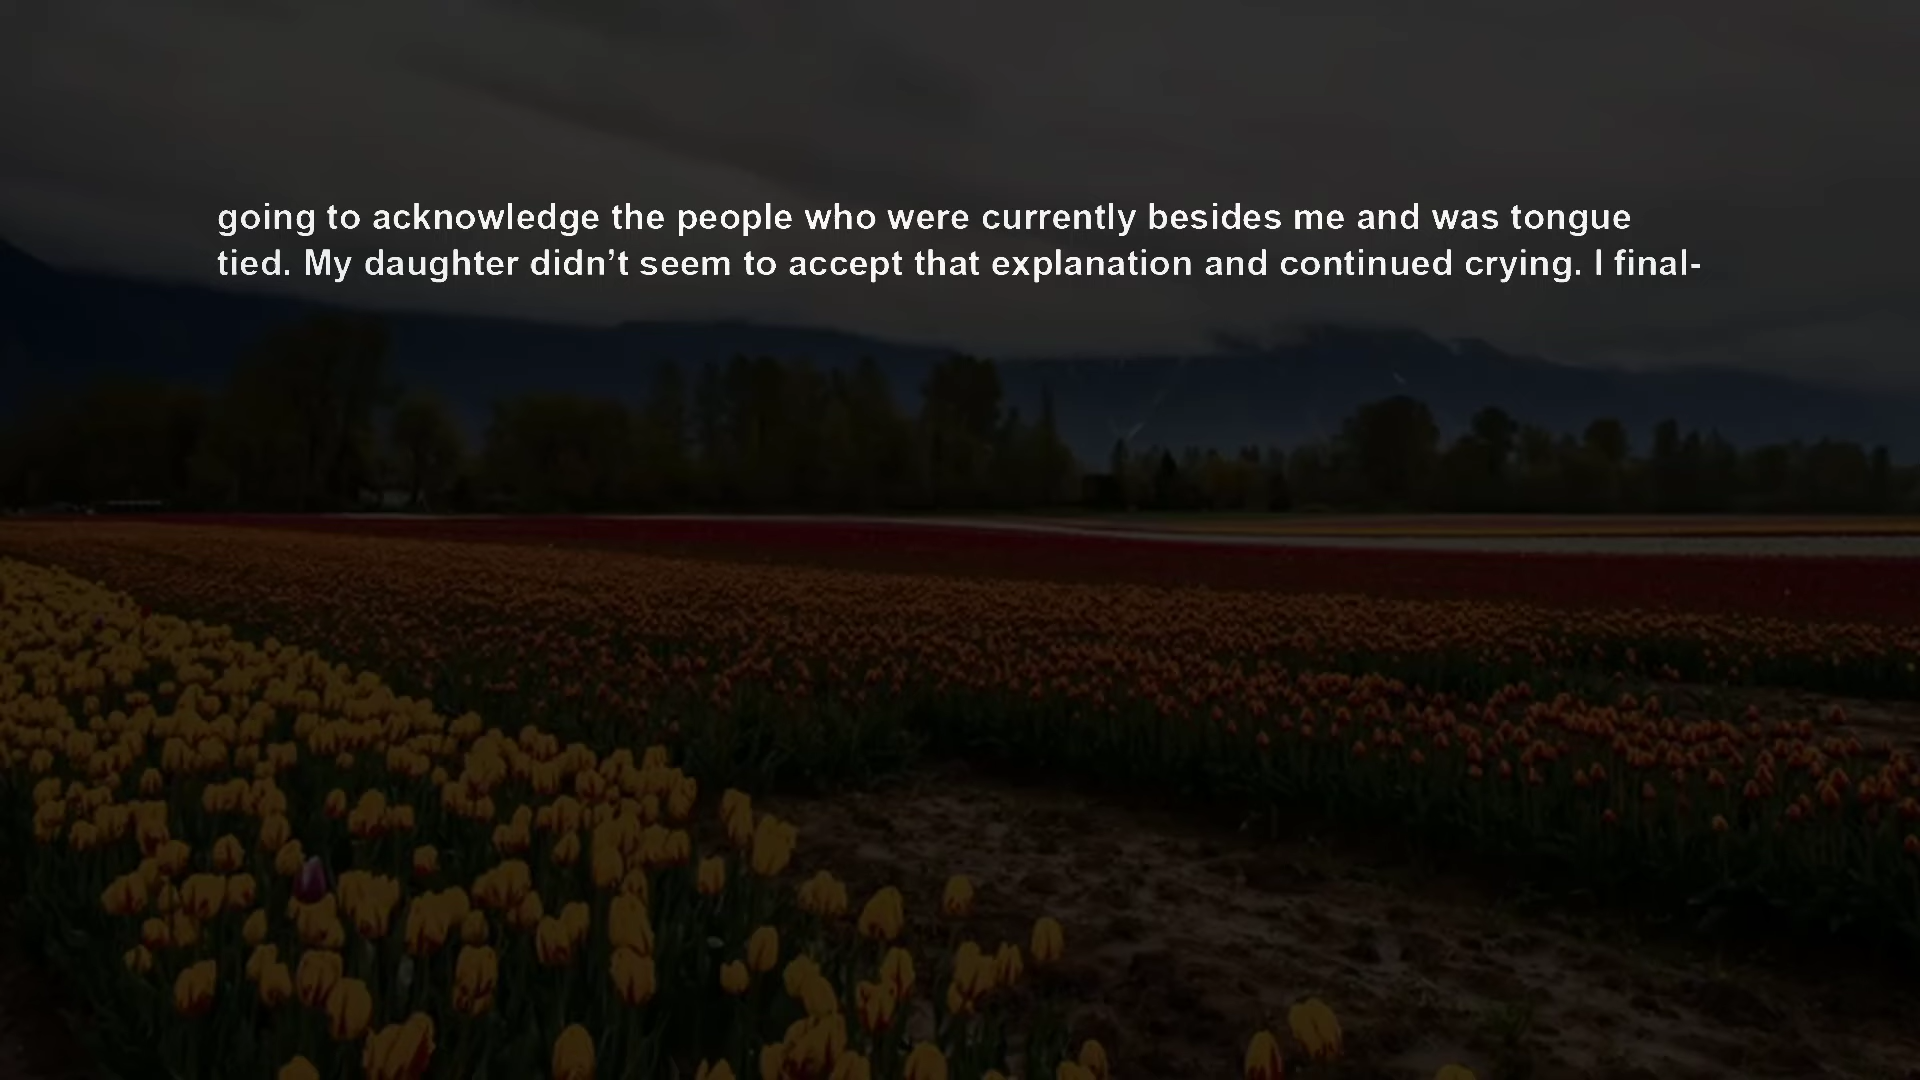 going to acknowledge the people who were currently besides me and was tongue
tied. My daughter didn’t seem to accept that explanation and continued crying. I final-